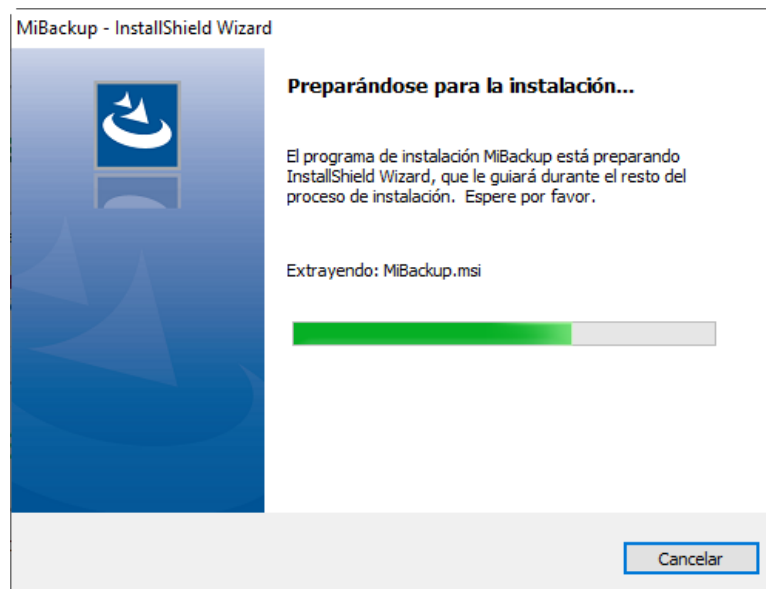 MiBackup - InstallShield Wizard
Preparándose para la instalación...
El programa de instalación MiBackup está preparando
InstallShield Wizard, que le guiará durante el resto del
proceso de instalación. Espere por favor.
Extrayendo: MiBackup.msi
Cancelar